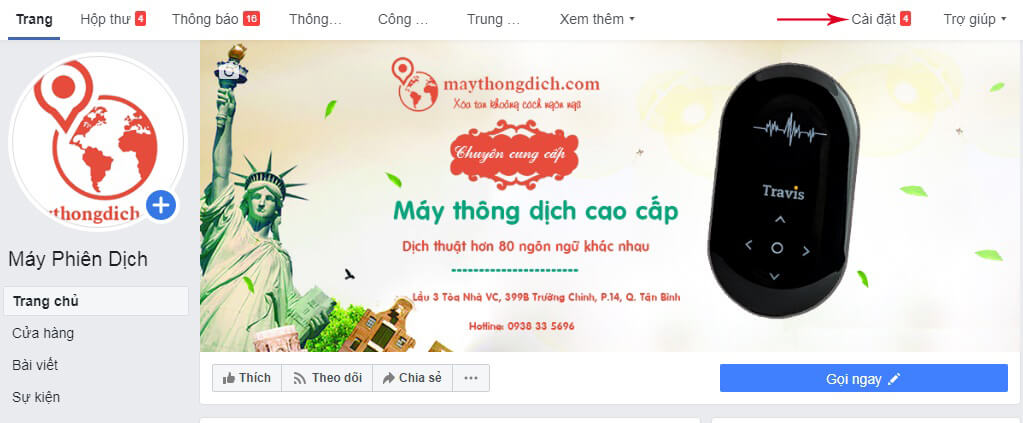 Trang Hộp thư 4 Thông báo 16 Thông... Công ... Trung ... Xem thêm Cài đặt 4 Trợ giúp
maythongdich.com
Xóa tan khoảng cách ngôn ngữ
Chuyên cung cấp
Máy thông dịch cao cấp
Dịch thuật hơn 80 ngôn ngữ khác nhau
Lầu 3 Tòa Nhà VC, 399B Trường Chinh, P.14, Q. Tân Bình
Hotline: 0938 33 5696
Travis
ythongdich
Máy Phiên Dịch
Trang chủ
Cửa hàng
Bài viết
Sự kiện
Thích Theo dõi Chia sẻ ... Gọi ngay